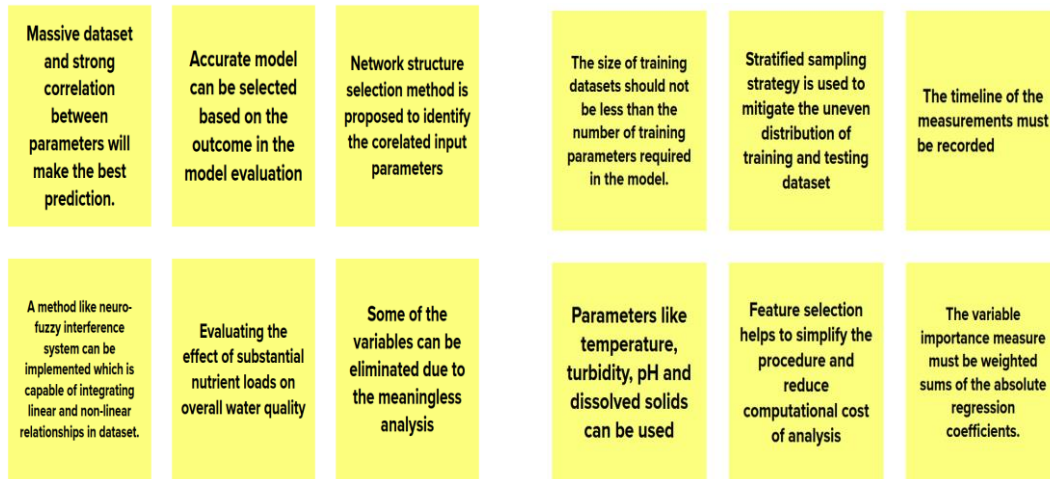 Massive dataset
and strong
correlation
between
parameters will
make the best
prediction.
Accurate model
can be selected
based on the
outcome in the
model evaluation
Network structure
selection method is
proposed to identify
the corelated input
parameters
The size of training
datasets should not
be less than the
number of training
parameters required
in the model.
Stratified sampling
strategy is used to
mitigate the uneven
distribution of
training and testing
dataset
The timeline of the
measurements must
be recorded
A method like neuro-
fuzzy interference
system can be
implemented which is
capable of integrating
linear and non-linear
relationships in dataset.
Evaluating the
effect of substantial
nutrient loads on
overall water quality
Some of the
variables can be
eliminated due to
the meaningless
analysis
Parameters like
temperature,
turbidity, pH and
dissolved solids
can be used
Feature selection
helps to simplify the
procedure and
reduce
computational cost
of analysis
The variable
importance measure
must be weighted
sums of the absolute
regression
coefficients.